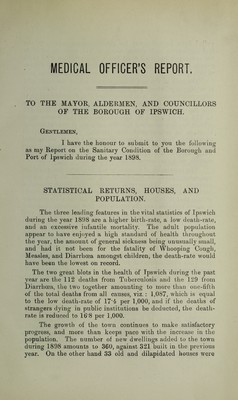 MEDICAL OFFICER'S REPORT.
TO THE MAYOR, ALDERMEN, AND COUNCILLORS
OF THE BOROUGH OF IPSWICH.
GENTLEMEN,
I have the honour to submit to you the following
as my Report on the Sanitary Condition of the Borough and
Port of Ipswich during the year 1898.
STATISTICAL RETURNS, HOUSES, AND
POPULATION.
The three leading features in the vital statistics of Ipswich
during the year 1898 are a higher birth-rate, a low death-rate,
and an excessive infantile mortality. The adult population
appear to have enjoyed a high standard of health throughout
the year, the amount of general sickness being unusually small,
and had it not been for the fatality of Whooping Cough,
Measles, and Diarrhœa amongst children, the death-rate would
have been the lowest on record.
The two great blots in the health of Ipswich during the past
year are the 112 deaths from Tuberculosis and the 129 from
Diarrhœa, the two together amounting to more than one-fifth
of the total deaths from all causes, viz: 1,087, which is equal
to the low death-rate of 17·4 per 1,000, and if the deaths of
strangers dying in public institutions be deducted, the death-
rate is reduced to 16·8 per 1,000.
The growth of the town continues to make satisfactory
progress, and more than keeps pace with the increase in the
population. The number of new dwellings added to the town
during 1898 amounts to 360, against 321 built in the previous
year. On the other hand 33 old and dilapidated houses were